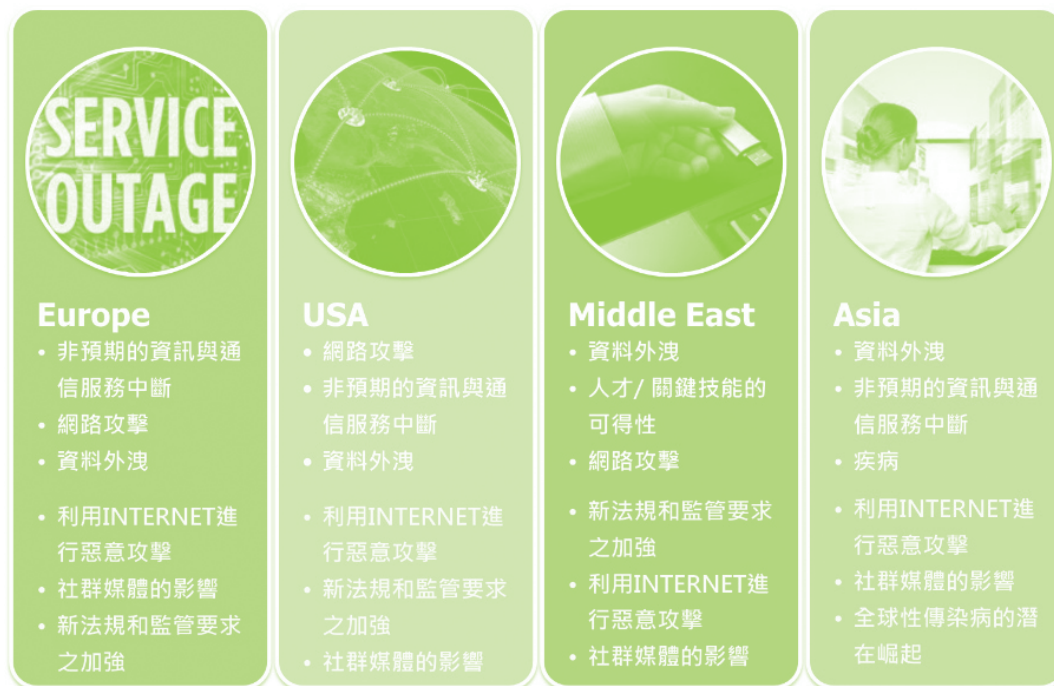 SERVICE
OUTAGE
Europe
• 非預期的資訊與通
信服務中斷
• 網路攻擊
• 資料外洩
• 利用INTERNET進
行惡意攻擊
• 社群媒體的影響
• 新法規和監管要求
之加強
USA
• 網路攻擊
• 非預期的資訊與通
信服務中斷
• 資料外洩
• 利用INTERNET進
行惡意攻擊
• 新法規和監管要求
之加強
• 社群媒體的影響
Middle East
• 資料外洩
• 人才/ 關鍵技能的
可得性
• 網路攻擊
• 新法規和監管要求
之加強
• 利用INTERNET進
行惡意攻擊
• 社群媒體的影響
Asia
• 資料外洩
• 非預期的資訊與通
信服務中斷
• 疾病
• 利用INTERNET進
行惡意攻擊
• 社群媒體的影響
• 全球性傳染病的潛
在崛起